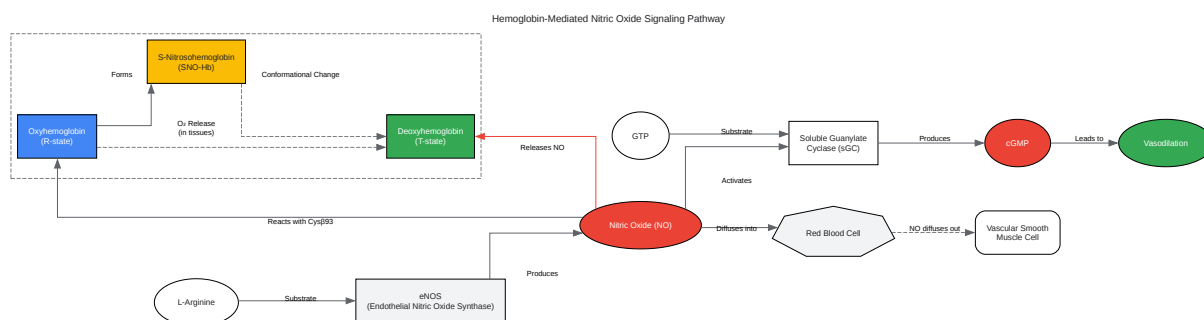 Hemoglobin-Mediated Nitric Oxide Signaling Pathway
S-Nitrosohemoglobin
(SNO-Hb)
Forms
Conformational Change
Oxyhemoglobin
(R-state)
O₂ Release
(in tissues)
Deoxyhemoglobin
(T-state)
Releases NO
GTP
Substrate
Soluble Guanylate
Cyclase (sGC)
Produces
cGMP
Leads to
Vasodilation
Activates
Reacts with Cysβ93
Nitric Oxide (NO)
Diffuses into
Red Blood Cell
NO diffuses out
Vascular Smooth
Muscle Cell
Produces
L-Arginine
Substrate
eNOS
(Endothelial Nitric Oxide Synthase)